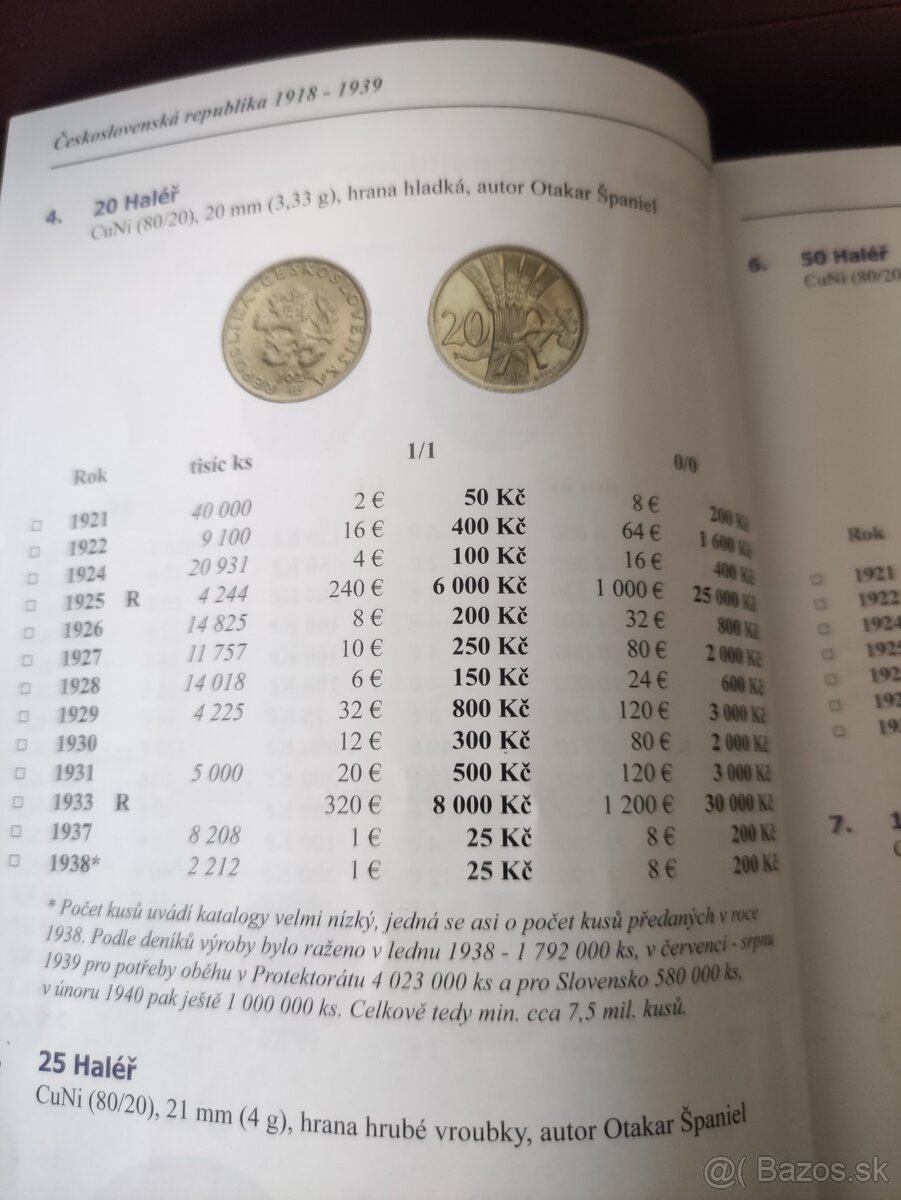 Československá republika 1918 - 1939
4. 20 Haléř
CuNi (80/20), 20 mm (3,33 g), hrana hladká, autor Otakar Španiel
REPUBLIKA ČESKOSLOVENSKÁ
1924
20
Rok tisíc ks 1/1 0/0
1921 40 000 2 € 50 Kč 8 € 200 Kč
1922 9 100 16 € 400 Kč 64 € 1 600 Kč
1924 20 931 4 € 100 Kč 16 € 400 Kč
1925 R 4 244 240 € 6 000 Kč 1 000 € 25 000 Kč
1926 14 825 8 € 200 Kč 32 € 800 Kč
1927 11 757 10 € 250 Kč 80 € 2 000 Kč
1928 14 018 6 € 150 Kč 24 € 600 Kč
1929 4 225 32 € 800 Kč 120 € 3 000 Kč
1930 12 € 300 Kč 80 € 2 000 Kč
1931 5 000 20 € 500 Kč 120 € 3 000 Kč
1933 R 320 € 8 000 Kč 1 200 € 30 000 Kč
1937 8 208 1 € 25 Kč 8 € 200 Kč
1938* 2 212 1 € 25 Kč 8 € 200 Kč
* Počet kusů uvádí katalogy velmi nízký, jedná se asi o počet kusů předaných v roce
1938. Podle deníků výroby bylo raženo v lednu 1938 - 1 792 000 ks, v červenci - srpnu
1939 pro potřeby oběhu v Protektorátu 4 023 000 ks a pro Slovensko 580 000 ks,
v únoru 1940 pak ještě 1 000 000 ks. Celkově tedy min. cca 7,5 mil. kusů.
25 Haléř
CuNi (80/20), 21 mm (4 g), hrana hrubé vroubky, autor Otakar Španiel
6. 50 Haléř
CuNi (80/20
Rok
1921
1922
1924
7.
@( Bazos.sk